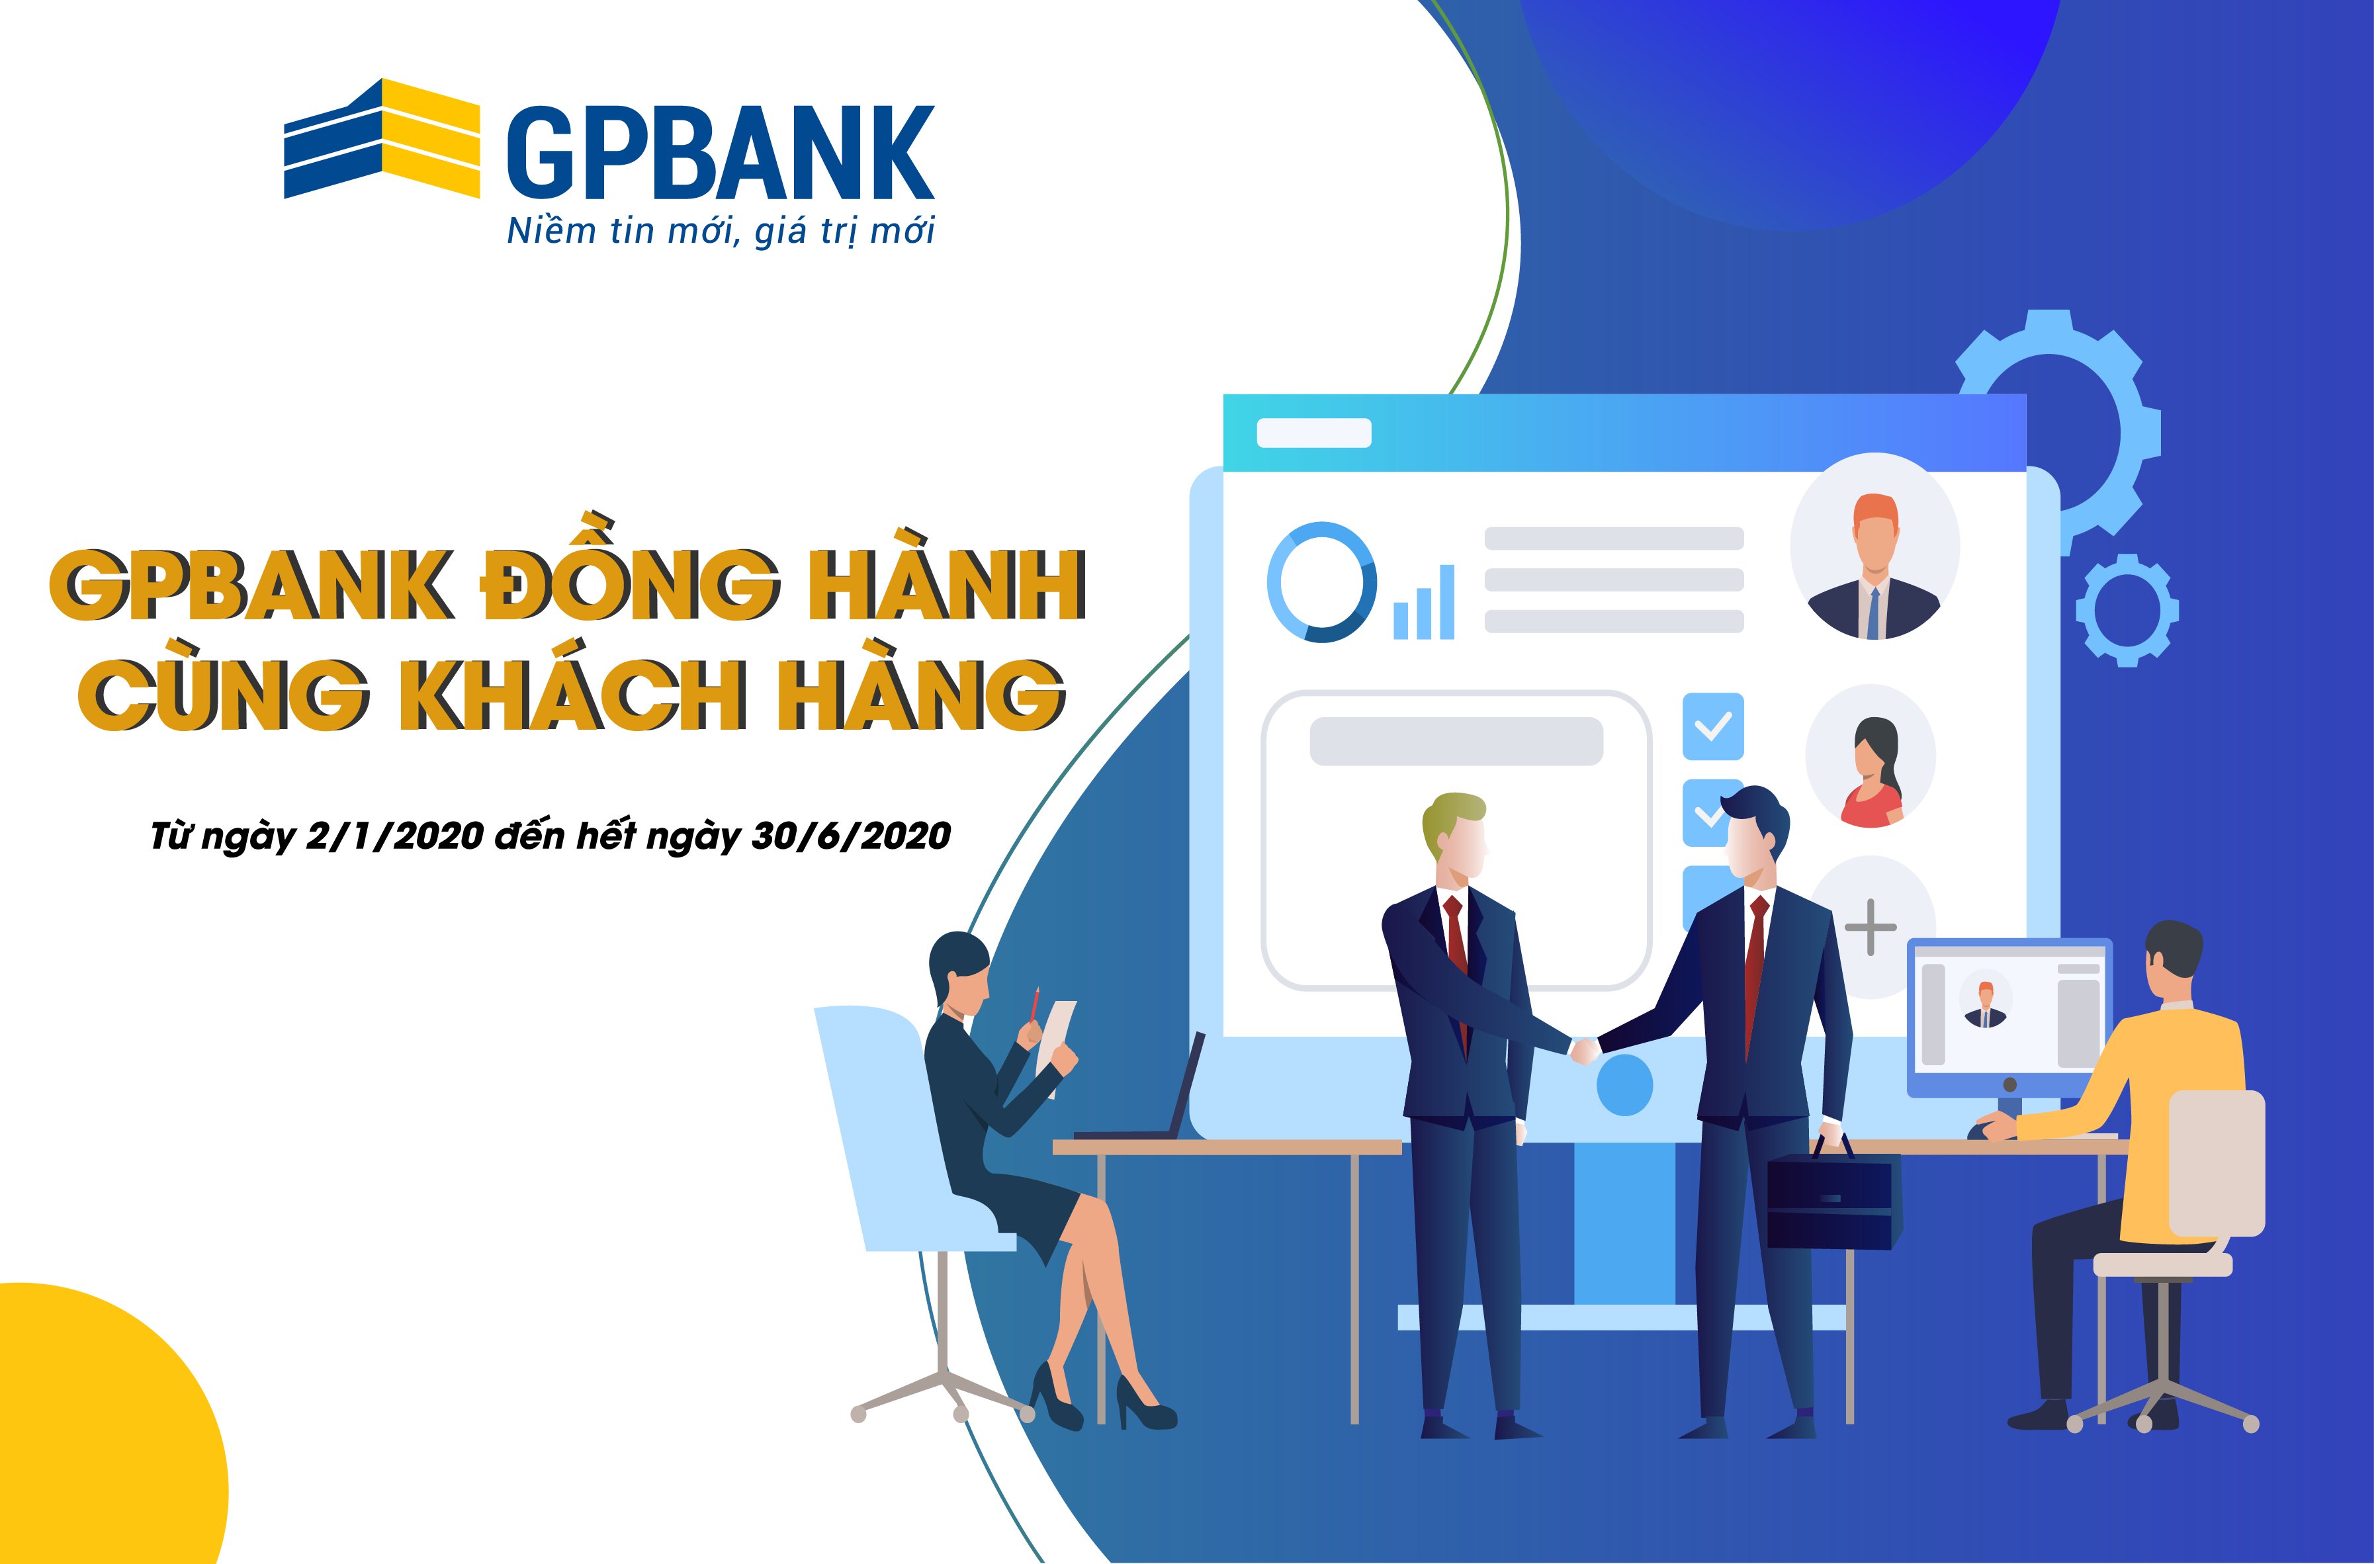 GPBANK
Niềm tin mới, giá trị mới
GPBANK ĐỒNG HÀNH
CÙNG KHÁCH HÀNG
Từ ngày 2/1/2020 đến hết ngày 30/6/2020